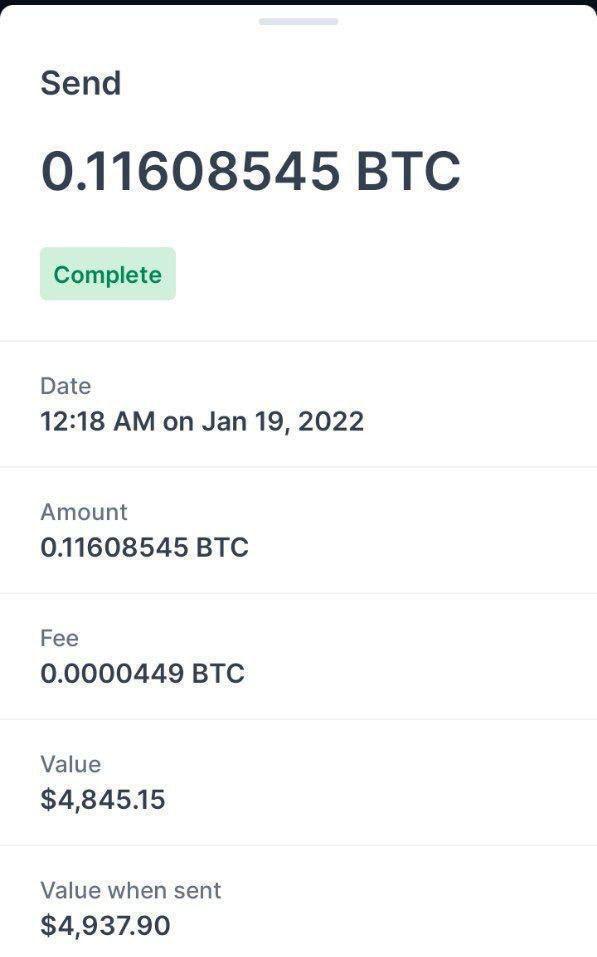 Send
0.11608545 BTC
Complete
Date
12:18 AM on Jan 19, 2022
Amount
0.11608545 BTC
Fee
0.0000449 BTC
Value
$4,845.15
Value when sent
$4,937.90